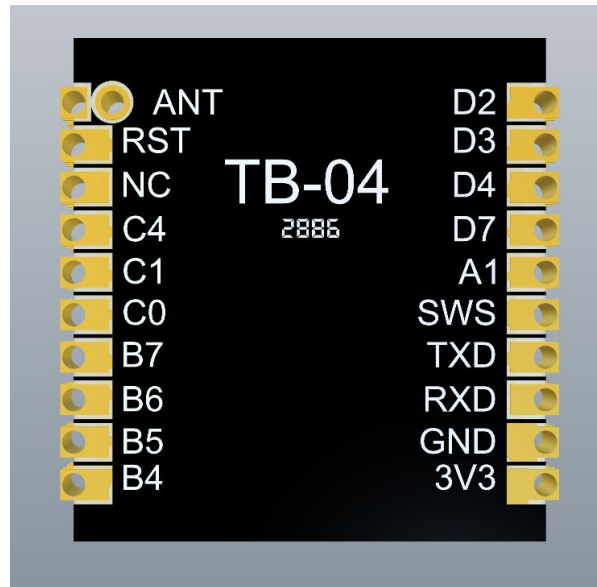 ANT
RST
NC
C4
C1
C0
B7
B6
B5
B4
TB-04
2886
D2
D3
D4
D7
A1
SWS
TXD
RXD
GND
3V3